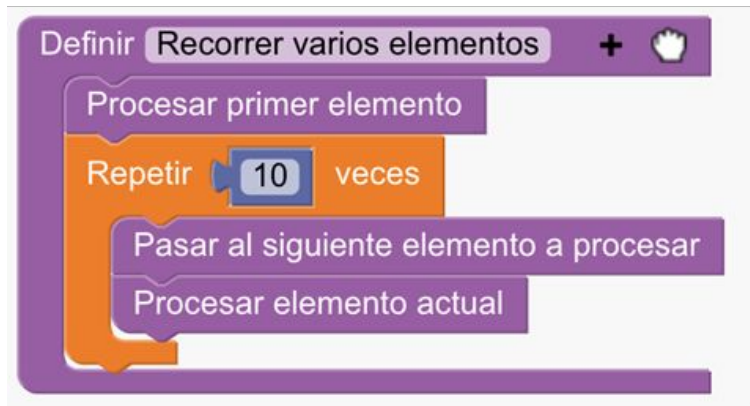 Definir Recorrer varios elementos +
Procesar primer elemento
Repetir 10 veces
Pasar al siguiente elemento a procesar
Procesar elemento actual